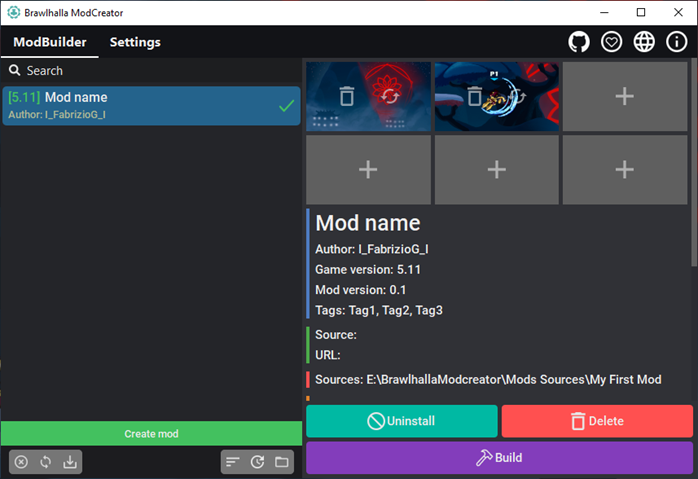 Brawlhalla ModCreator
ModBuilder
Settings
Search
[5.11] Mod name
Author: I_FabrizioG_I
P1
Mod name
Author: I_FabrizioG_I
Game version: 5.11
Mod version: 0.1
Tags: Tag1, Tag2, Tag3
Source:
URL:
Sources: E:\BrawlhallaModcreator\Mods Sources\My First Mod
Uninstall
Delete
Create mod
Build